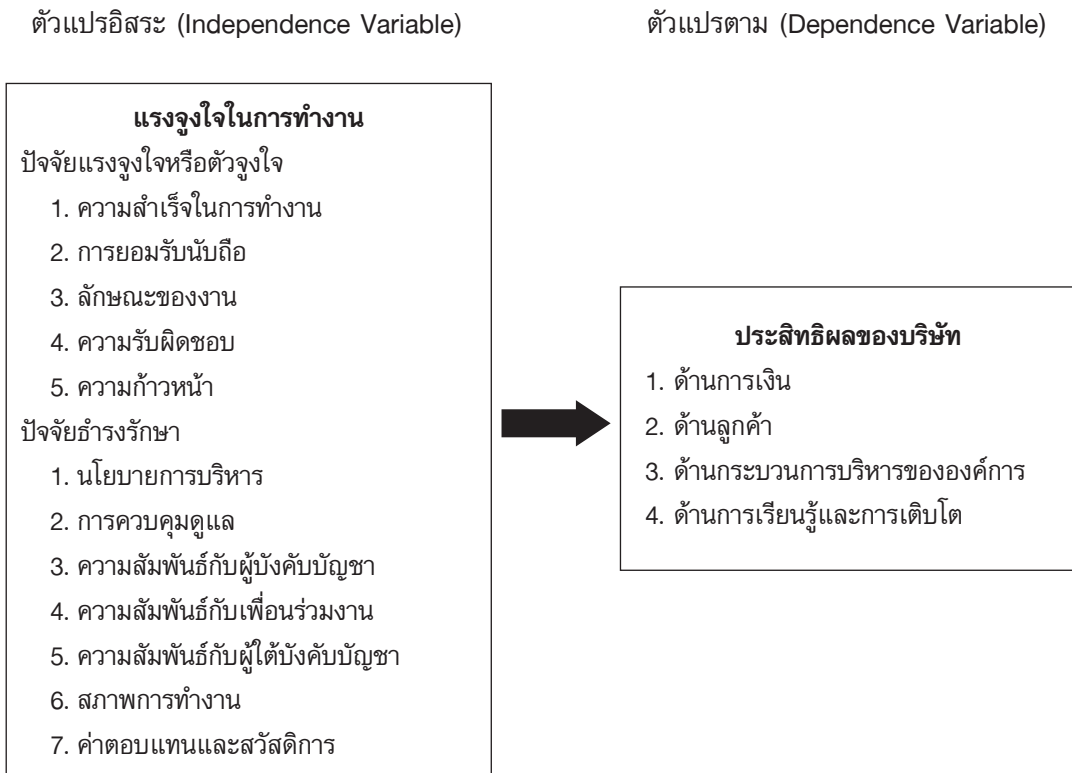 ตัวแปรอิสระ (Independence Variable)
ตัวแปรตาม (Dependence Variable)
แรงจูงใจในการทำงาน
ปัจจัยแรงจูงใจหรือตัวจูงใจ
1. ความสำเร็จในการทำงาน
2. การยอมรับนับถือ
3. ลักษณะของงาน
4. ความรับผิดชอบ
5. ความก้าวหน้า
ปัจจัยธำรงรักษา
1. นโยบายการบริหาร
2. การควบคุมดูแล
3. ความสัมพันธ์กับผู้บังคับบัญชา
4. ความสัมพันธ์กับเพื่อนร่วมงาน
5. ความสัมพันธ์กับผู้ใต้บังคับบัญชา
6. สภาพการทำงาน
7. ค่าตอบแทนและสวัสดิการ
ประสิทธิผลของบริษัท
1. ด้านการเงิน
2. ด้านลูกค้า
3. ด้านกระบวนการบริหารขององค์การ
4. ด้านการเรียนรู้และการเติบโต